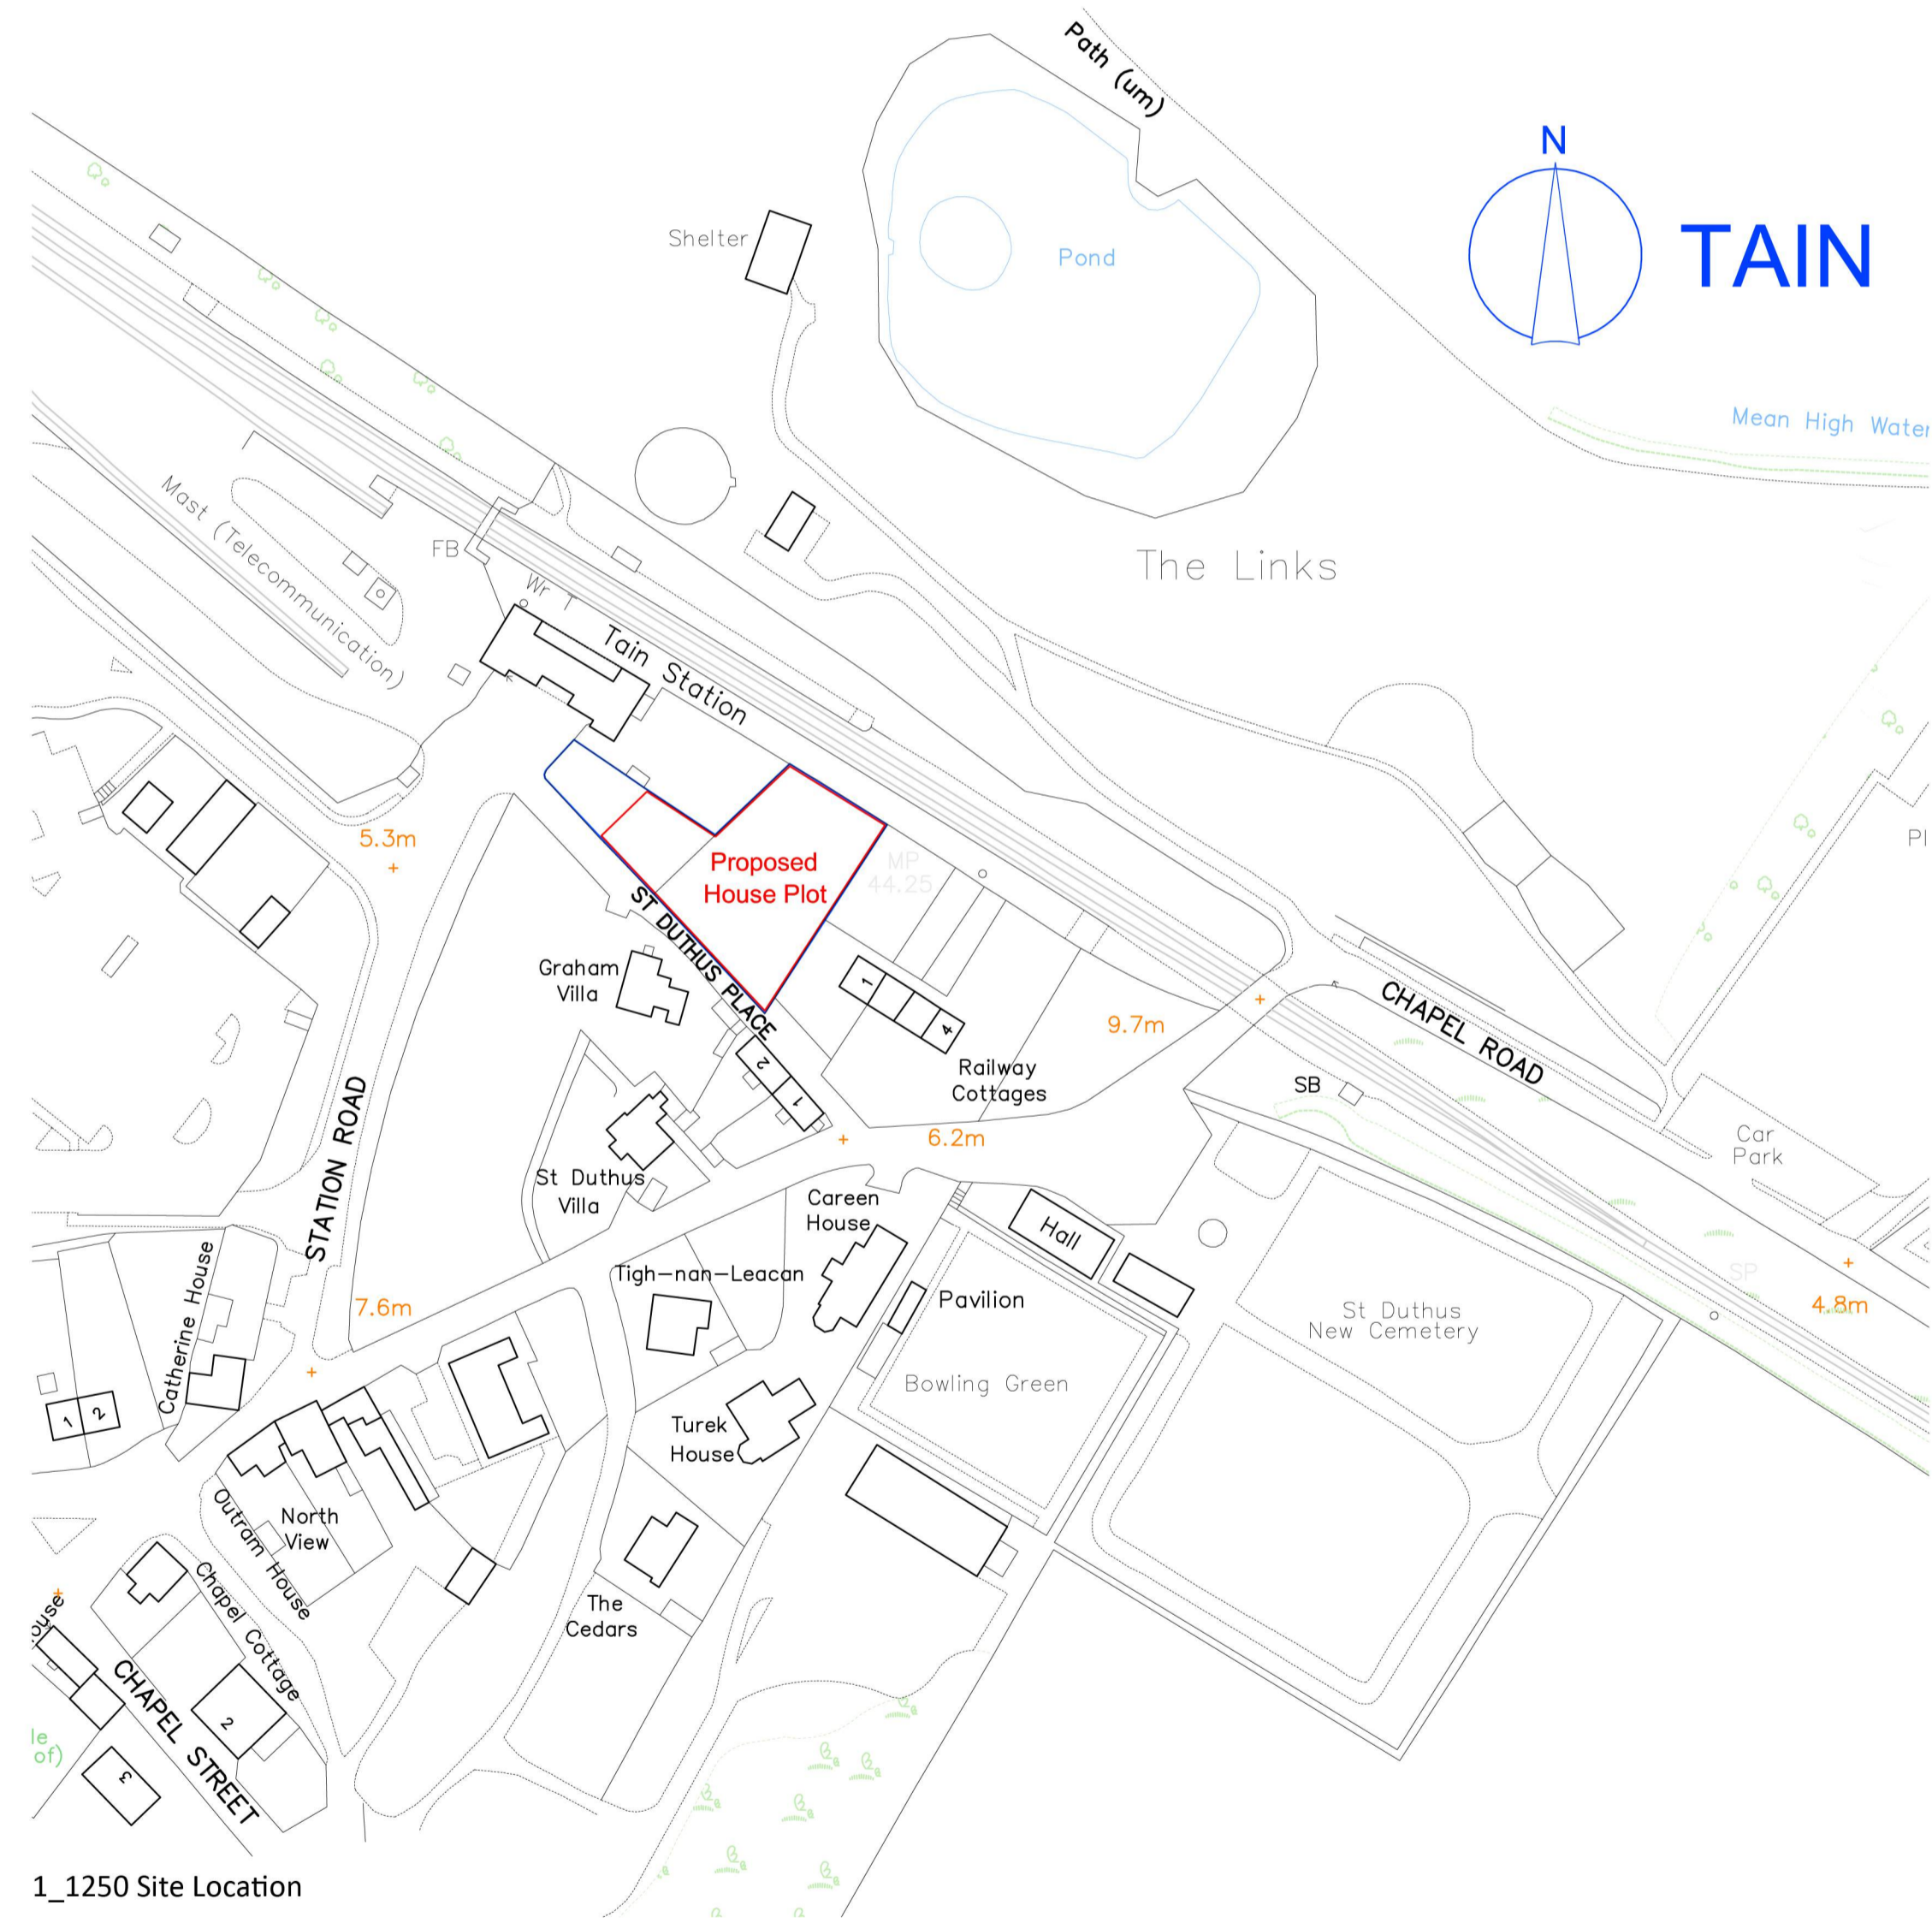 Path (um)
N
TAIN
Shelter
Pond
Mean High Water
Mast (Telecommunication)
FB
Wr T
The Links
Tain Station
5.3m
Proposed
House Plot
MP
44.25
ST DUTHUS PLACE
Graham
Villa
1
4
9.7m
Railway
Cottages
CHAPEL ROAD
SB
Pl
2
1
6.2m
Car
Park
STATION ROAD
St Duthus
Villa
Careen
House
Hall
Tigh-nan-Leacan
Pavilion
St Duthus
New Cemetery
SP
4.8m
7.6m
Catherine House
Bowling Green
1
2
Turek
House
Outram House
North
View
Chapel Cottage
The
Cedars
ouse
CHAPEL STREET
2
3
le
of)
1_1250 Site Location